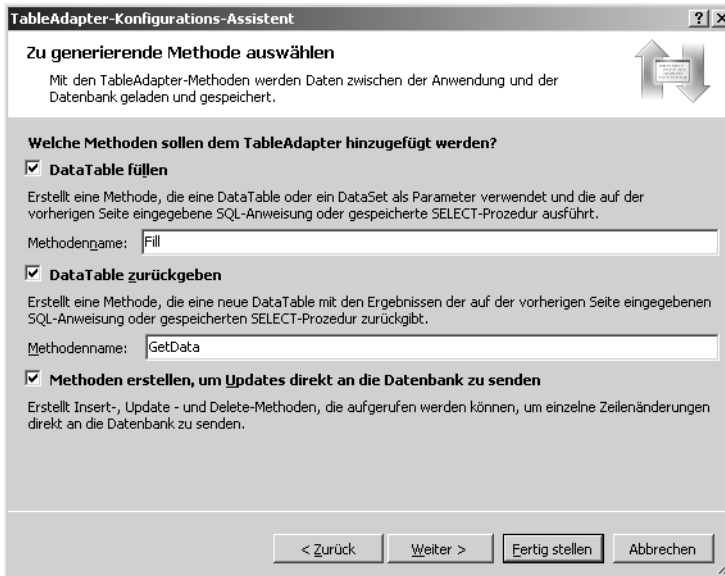 TableAdapter-Konfigurations-Assistent
Zu generierende Methode auswählen
Mit den TableAdapter-Methoden werden Daten zwischen der Anwendung und der
Datenbank geladen und gespeichert.
Welche Methoden sollen dem TableAdapter hinzugefügt werden?
DataTable füllen
Erstellt eine Methode, die eine DataTable oder ein DataSet als Parameter verwendet und die auf der
vorherigen Seite eingegebene SQL-Anweisung oder gespeicherte SELECT-Prozedur ausführt.
Methodenname: Fill
DataTable zurückgeben
Erstellt eine Methode, die eine neue DataTable mit den Ergebnissen der auf der vorherigen Seite eingegebenen
SQL-Anweisung oder gespeicherten SELECT-Prozedur zurückgibt.
Methodenname: GetData
Methoden erstellen, um Updates direkt an die Datenbank zu senden
Erstellt Insert-, Update - und Delete-Methoden, die aufgerufen werden können, um einzelne Zeilenänderungen
direkt an die Datenbank zu senden.
< Zurück Weiter > Fertig stellen Abbrechen